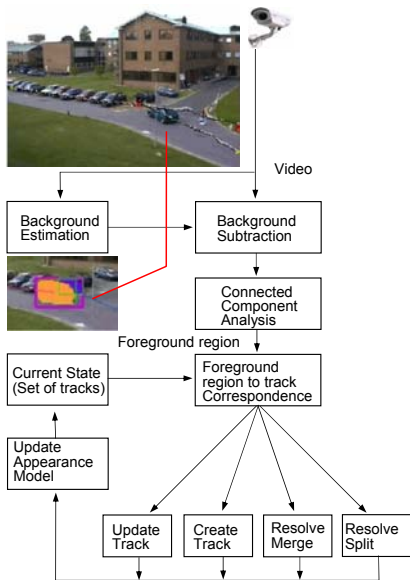 Video
Background
Estimation
Background
Subtraction
Connected
Component
Analysis
Foreground region
Current State
(Set of tracks)
Foreground
region to track
Correspondence
Update
Appearance
Model
Update
Track
Create
Track
Resolve
Merge
Resolve
Split